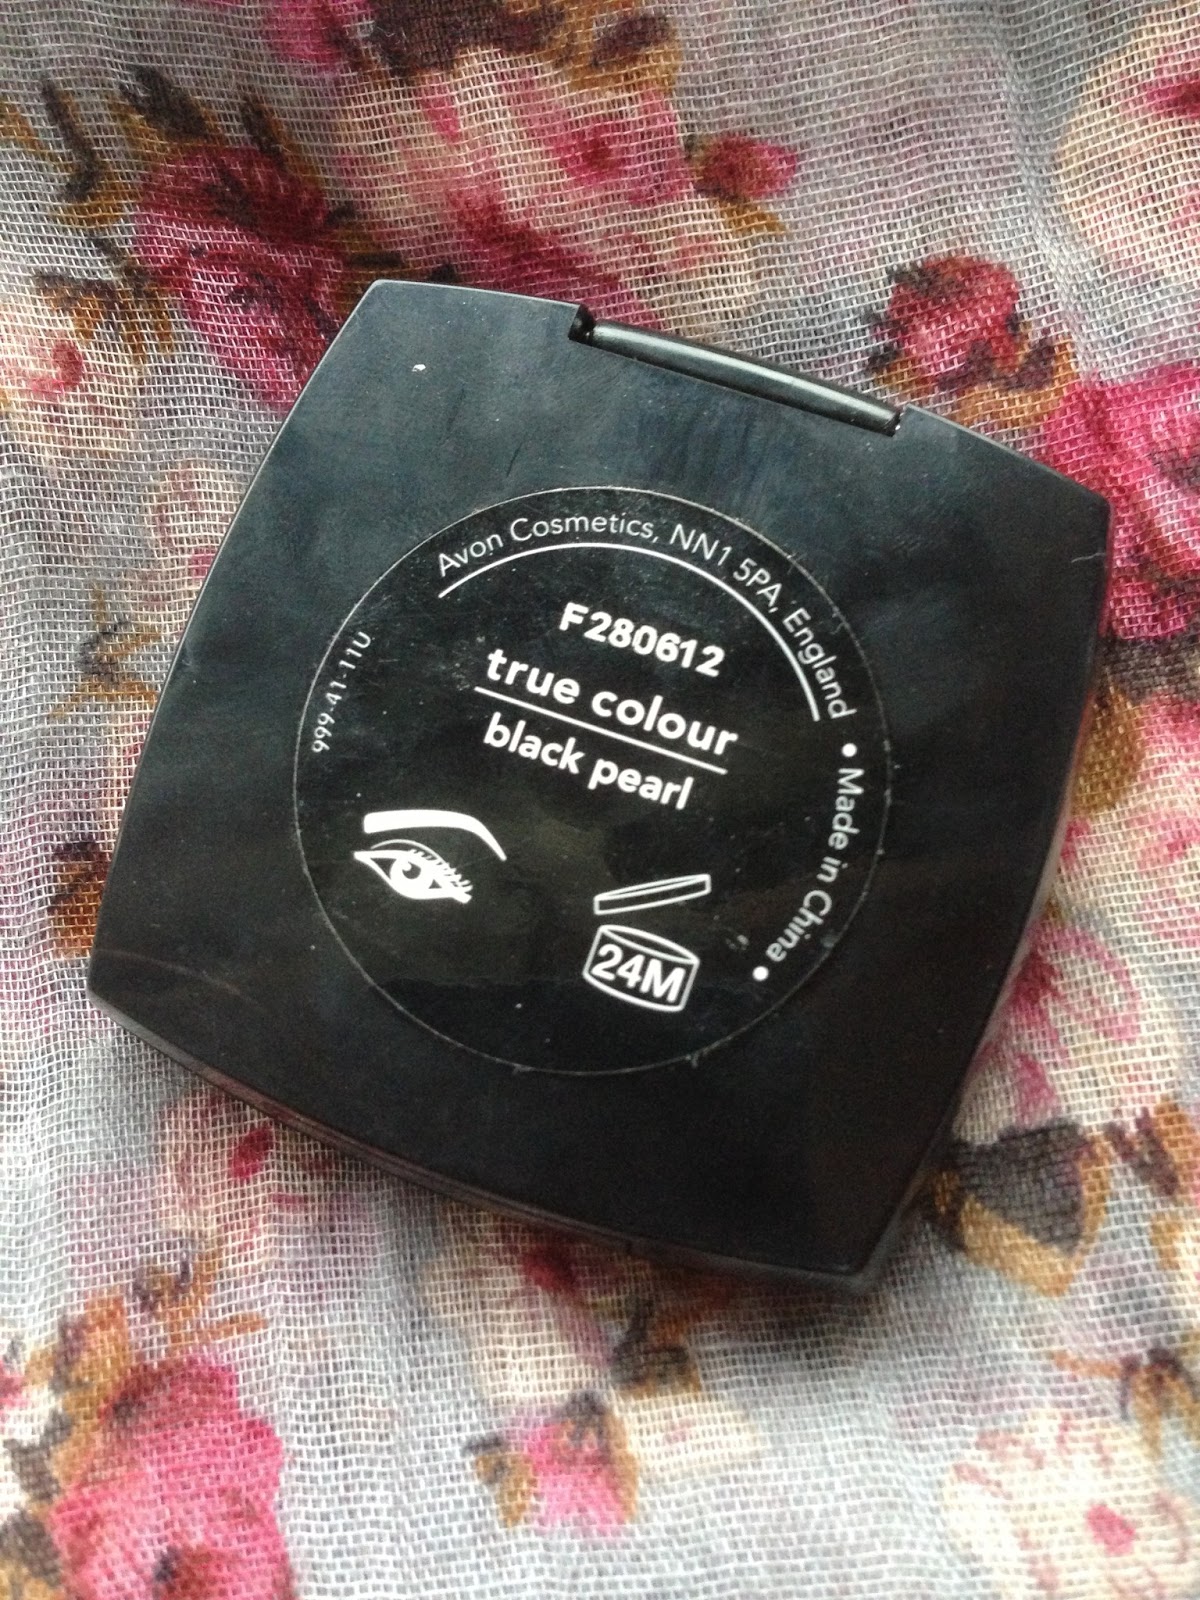 Avon Cosmetics, NN1 5PA, England • Made in China •
F280612
true colour
black pearl
999-41-11U
24M